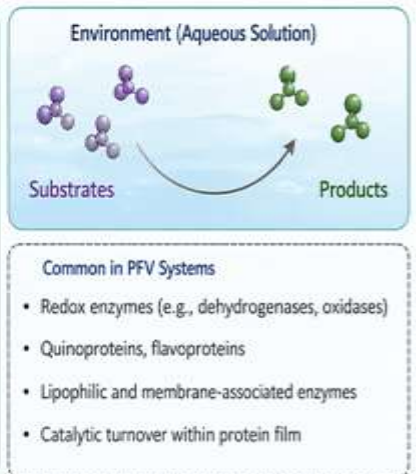 Environment (Aqueous Solution)
Substrates
Products
Common in PFV Systems
• Redox enzymes (e.g., dehydrogenases, oxidases)
• Quinoproteins, flavoproteins
• Lipophilic and membrane-associated enzymes
• Catalytic turnover within protein film